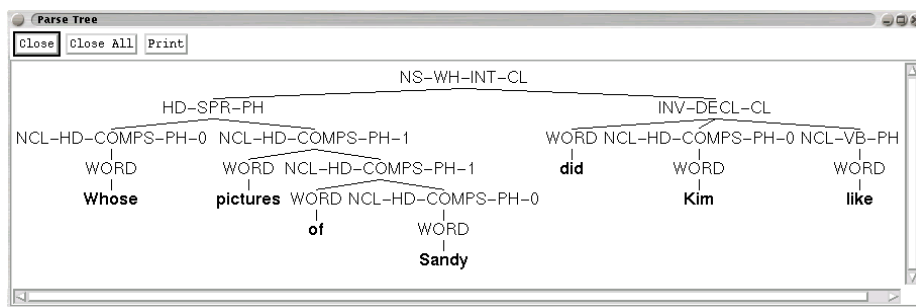 Parse Tree
Close Close All Print
NS-WH-INT-CL
HD-SPR-PH INV-DECL-CL
NCL-HD-COMPS-PH-0 NCL-HD-COMPS-PH-1 WORD NCL-HD-COMPS-PH-0 NCL-VB-PH
WORD WORD NCL-HD-COMPS-PH-1 did WORD WORD
Whose pictures WORD NCL-HD-COMPS-PH-0 Kim like
of WORD
Sandy